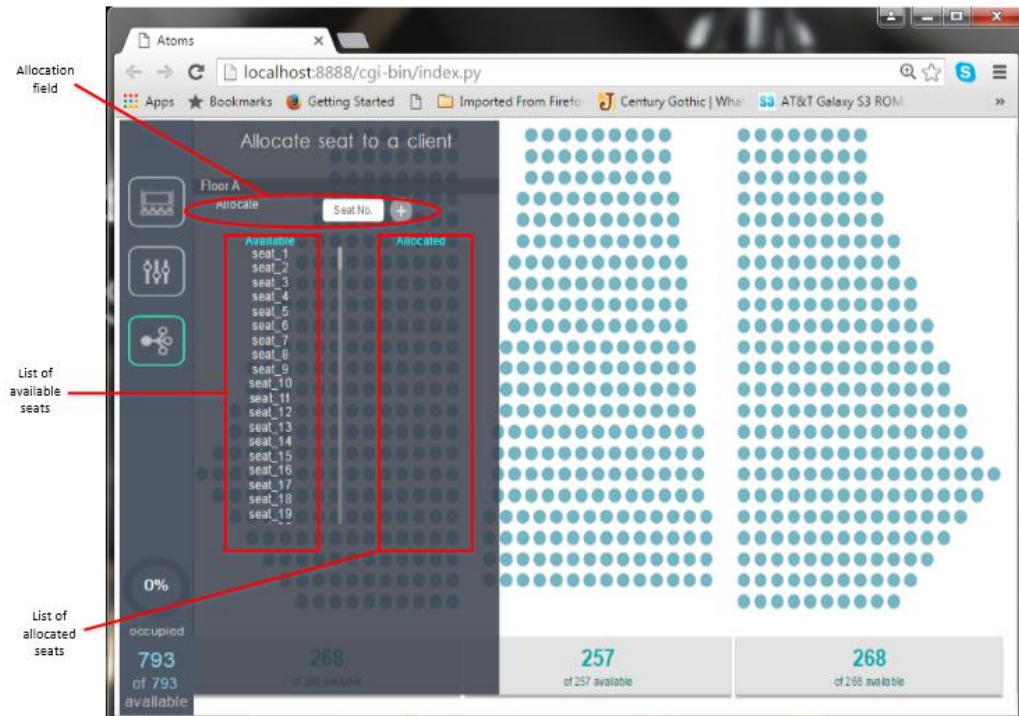 Atoms
localhost:8888/cgi-bin/index.py
Apps Bookmarks Getting Started Imported From Firefo Century Gothic | Wha S3 AT&T Galaxy S3 ROM »
Allocation
field
Allocate seat to a client
Floor A
Allocate Seat No. +
Available Allocated
seat_1
seat_2
seat_3
seat_4
seat_5
seat_6
seat_7
seat_8
seat_9
seat_10
seat_11
seat_12
seat_13
seat_14
seat_15
seat_16
seat_17
seat_18
seat_19
List of
available
seats
List of
allocated
seats
0%
occupied
793
of 793
available
268
257
of 257 available
268
of 268 available